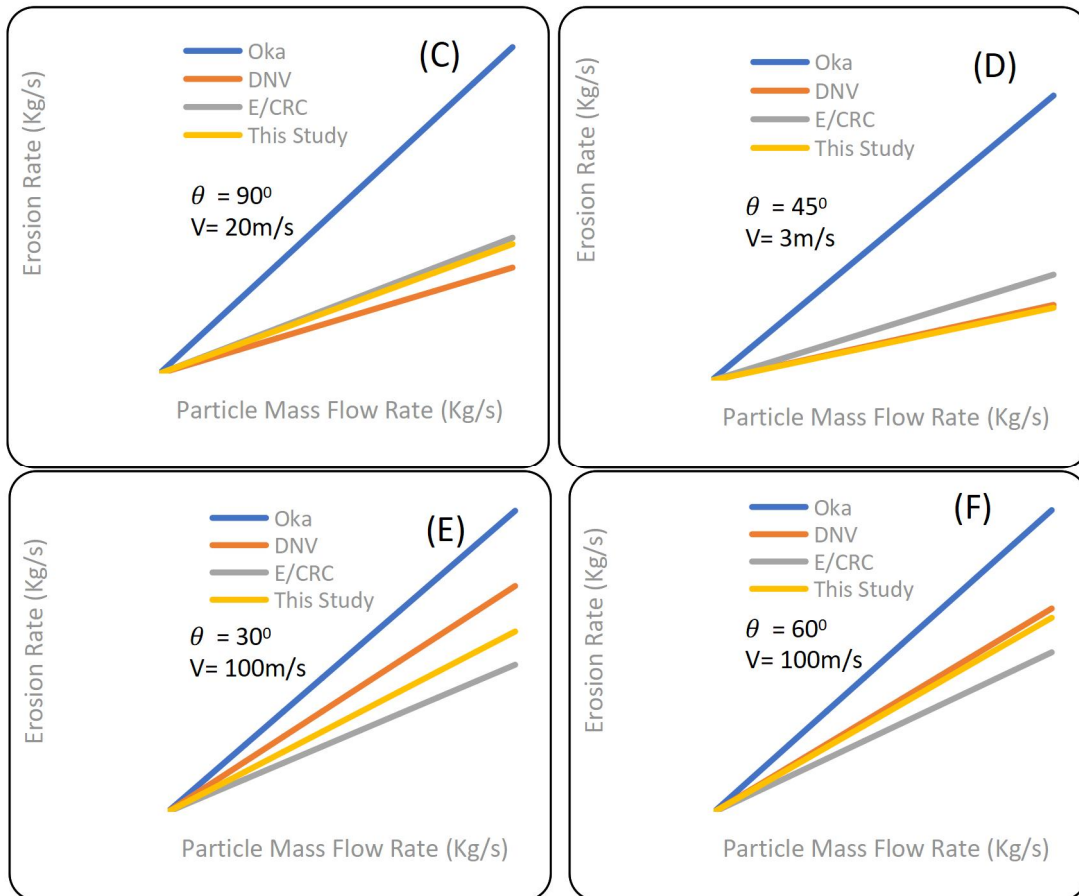 (C)
Oka
DNV
E/CRC
This Study
θ = 90⁰
V= 20m/s
Erosion Rate (Kg/s)
Particle Mass Flow Rate (Kg/s)
(D)
Oka
DNV
E/CRC
This Study
θ = 45⁰
V= 3m/s
Erosion Rate (Kg/s)
Particle Mass Flow Rate (Kg/s)
(E)
Oka
DNV
E/CRC
This Study
θ = 30⁰
V= 100m/s
Erosion Rate (Kg/s)
Particle Mass Flow Rate (Kg/s)
(F)
Oka
DNV
E/CRC
This Study
θ = 60⁰
V= 100m/s
Erosion Rate (Kg/s)
Particle Mass Flow Rate (Kg/s)